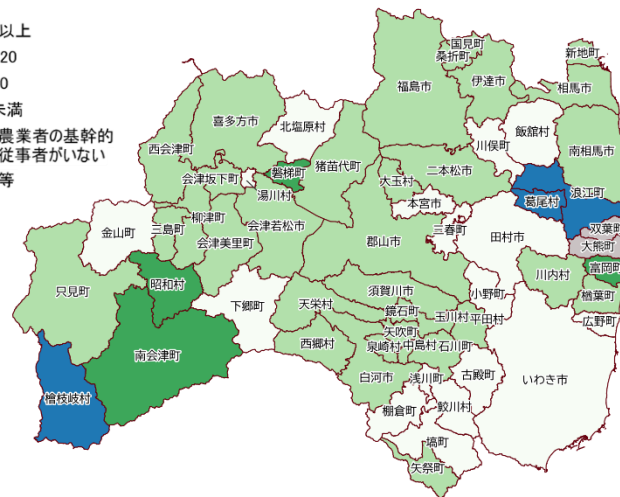 以上
20
0
未満
農業者の基幹的
従事者がいない
等
国見町
桑折町
新地町
伊達市
相馬市
福島市
喜多方市
北塩原村
飯舘村
川俣町
西会津町
猪苗代町
南相馬市
磐梯町
二本松市
会津坂下町
大玉村
湯川村
葛尾村
浪江町
本宮市
柳津町
会津若松市
三春町
双葉町
金山町
三島町
会津美里町
郡山市
田村市
大熊町
昭和村
川内村
富岡町
只見町
須賀川市
小野町
楢葉町
下郷町
天栄村
鏡石町
玉川村
平田村
広野町
矢吹町
西郷村
泉崎村
中島村
石川町
南会津町
白河市
浅川町
古殿町
いわき市
檜枝岐村
棚倉町
鮫川村
塙町
矢祭町